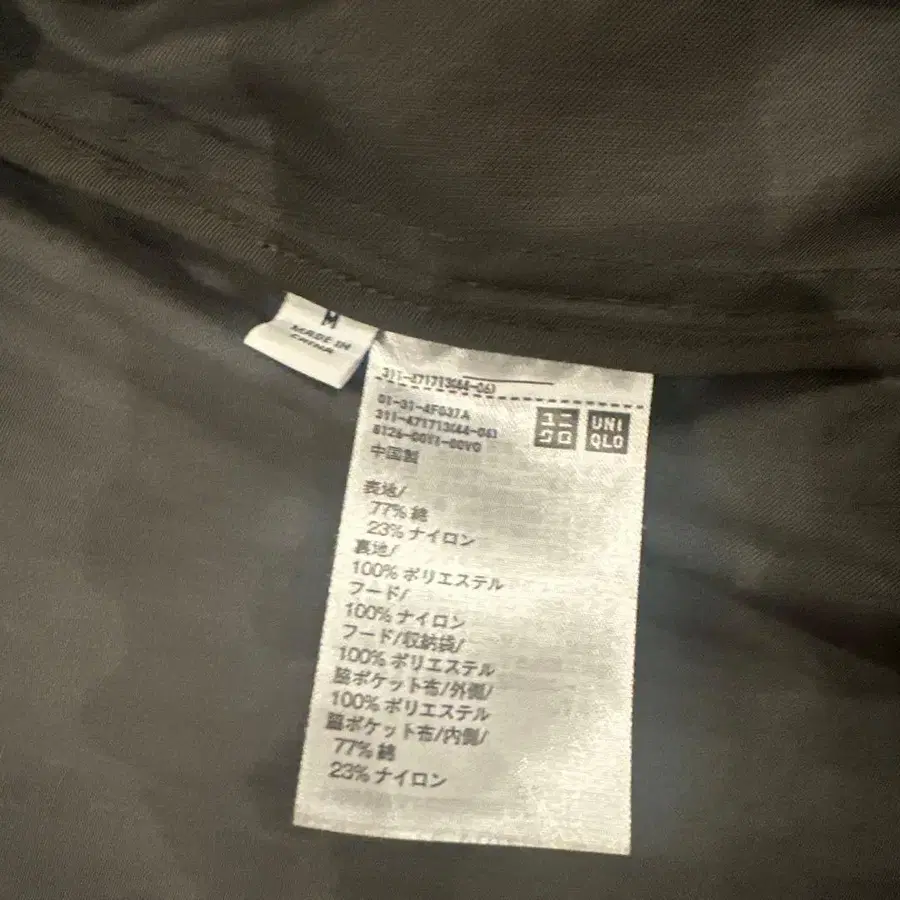 M
MADE IN
CHINA
311-471713(44-06)
01-31-4F037A
311-471713(44-06)
中国製
ユニ
クロ
UNI
QLO
表地/
77% 綿
23% ナイロン
裏地/
100% ポリエステル
フード/
100% ナイロン
フード/収納袋/
100% ポリエステル
脇ポケット布/外側/
100% ポリエステル
脇ポケット布/内側/
77% 綿
23% ナイロン